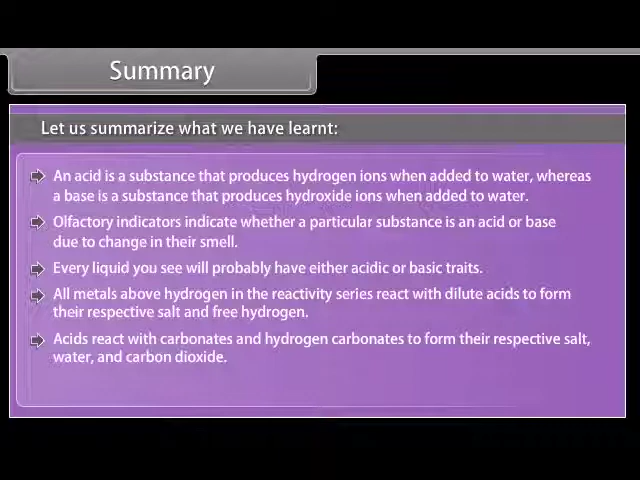 Summary
Let us summarize what we have learnt:
An acid is a substance that produces hydrogen ions when added to water, whereas
a base is a substance that produces hydroxide ions when added to water.
Olfactory indicators indicate whether a particular substance is an acid or base
due to change in their smell.
Every liquid you see will probably have either acidic or basic traits.
All metals above hydrogen in the reactivity series react with dilute acids to form
their respective salt and free hydrogen.
Acids react with carbonates and hydrogen carbonates to form their respective salt,
water, and carbon dioxide.